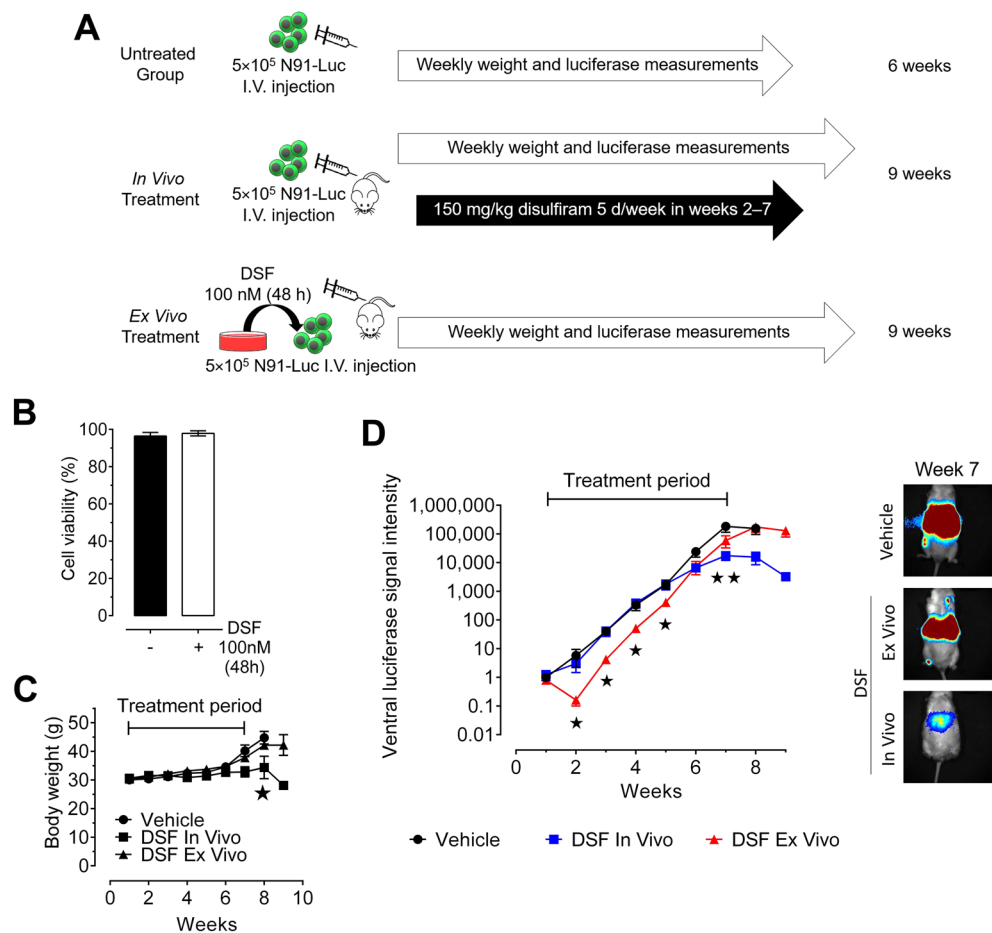 A
Untreated
Group
5×10⁵ N91-Luc
I.V. injection
Weekly weight and luciferase measurements
6 weeks
In Vivo
Treatment
5×10⁵ N91-Luc
I.V. injection
Weekly weight and luciferase measurements
150 mg/kg disulfiram 5 d/week in weeks 2–7
9 weeks
DSF
100 nM (48 h)
Ex Vivo
Treatment
5×10⁵ N91-Luc I.V. injection
Weekly weight and luciferase measurements
9 weeks
B
Cell viability (%)
100
80
60
40
20
0
- + DSF
100nM
(48h)
C
Body weight (g)
Treatment period
50
40
30
20
10
0
Vehicle
DSF In Vivo
DSF Ex Vivo
0 2 4 6 8 10
Weeks
D
Ventral luciferase signal intensity
Treatment period
1,000,000
100,000
10,000
1,000
100
10
1
0.1
0.01
0 2 4 6 8
Weeks
Vehicle DSF In Vivo DSF Ex Vivo
Week 7
Vehicle
DSF
Ex Vivo
In Vivo